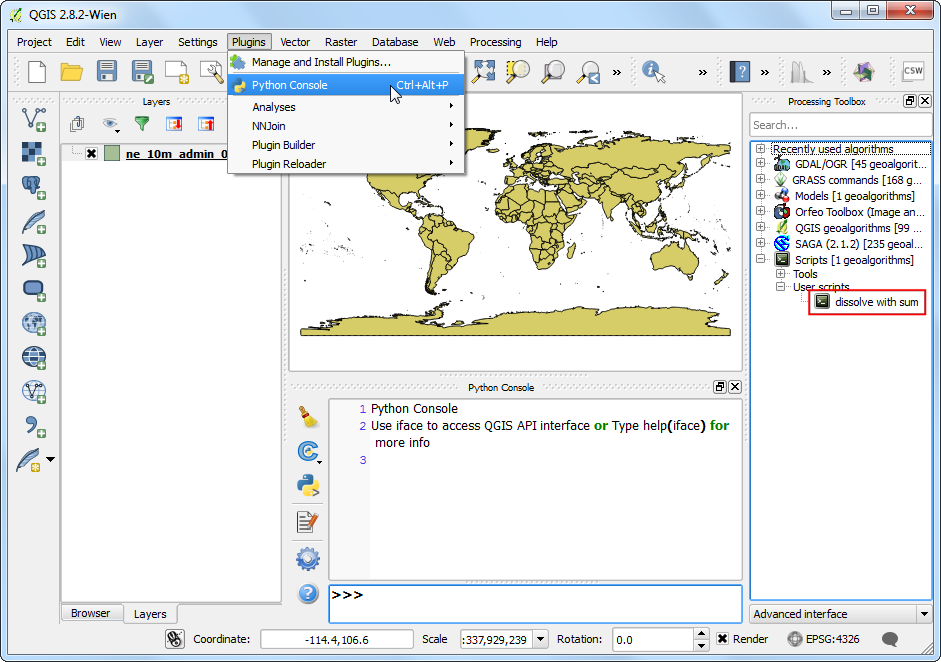 QGIS 2.8.2-Wien
Project Edit View Layer Settings Plugins Vector Raster Database Web Processing Help
Manage and Install Plugins...
Python Console Ctrl+Alt+P
Analyses
NNJoin
Plugin Builder
Plugin Reloader
» » » »
CSW
Layers
ne_10m_admin_0
Processing Toolbox
Search...
Recently used algorithms
GDAL/OGR [45 geoalgorit...
GRASS commands [168 g...
Models [1 geoalgorithms]
Orfeo Toolbox (Image an...
QGIS geoalgorithms [99 ...
SAGA (2.1.2) [235 geoal...
Scripts [1 geoalgorithms]
Tools
User scripts
dissolve with sum
Python Console
1 Python Console
2 Use iface to access QGIS API interface or Type help(iface) for
more info
3
>>>
Browser Layers
Advanced interface
Coordinate: -114.4,106.6 Scale :337,929,239 Rotation: 0.0 Render EPSG:4326